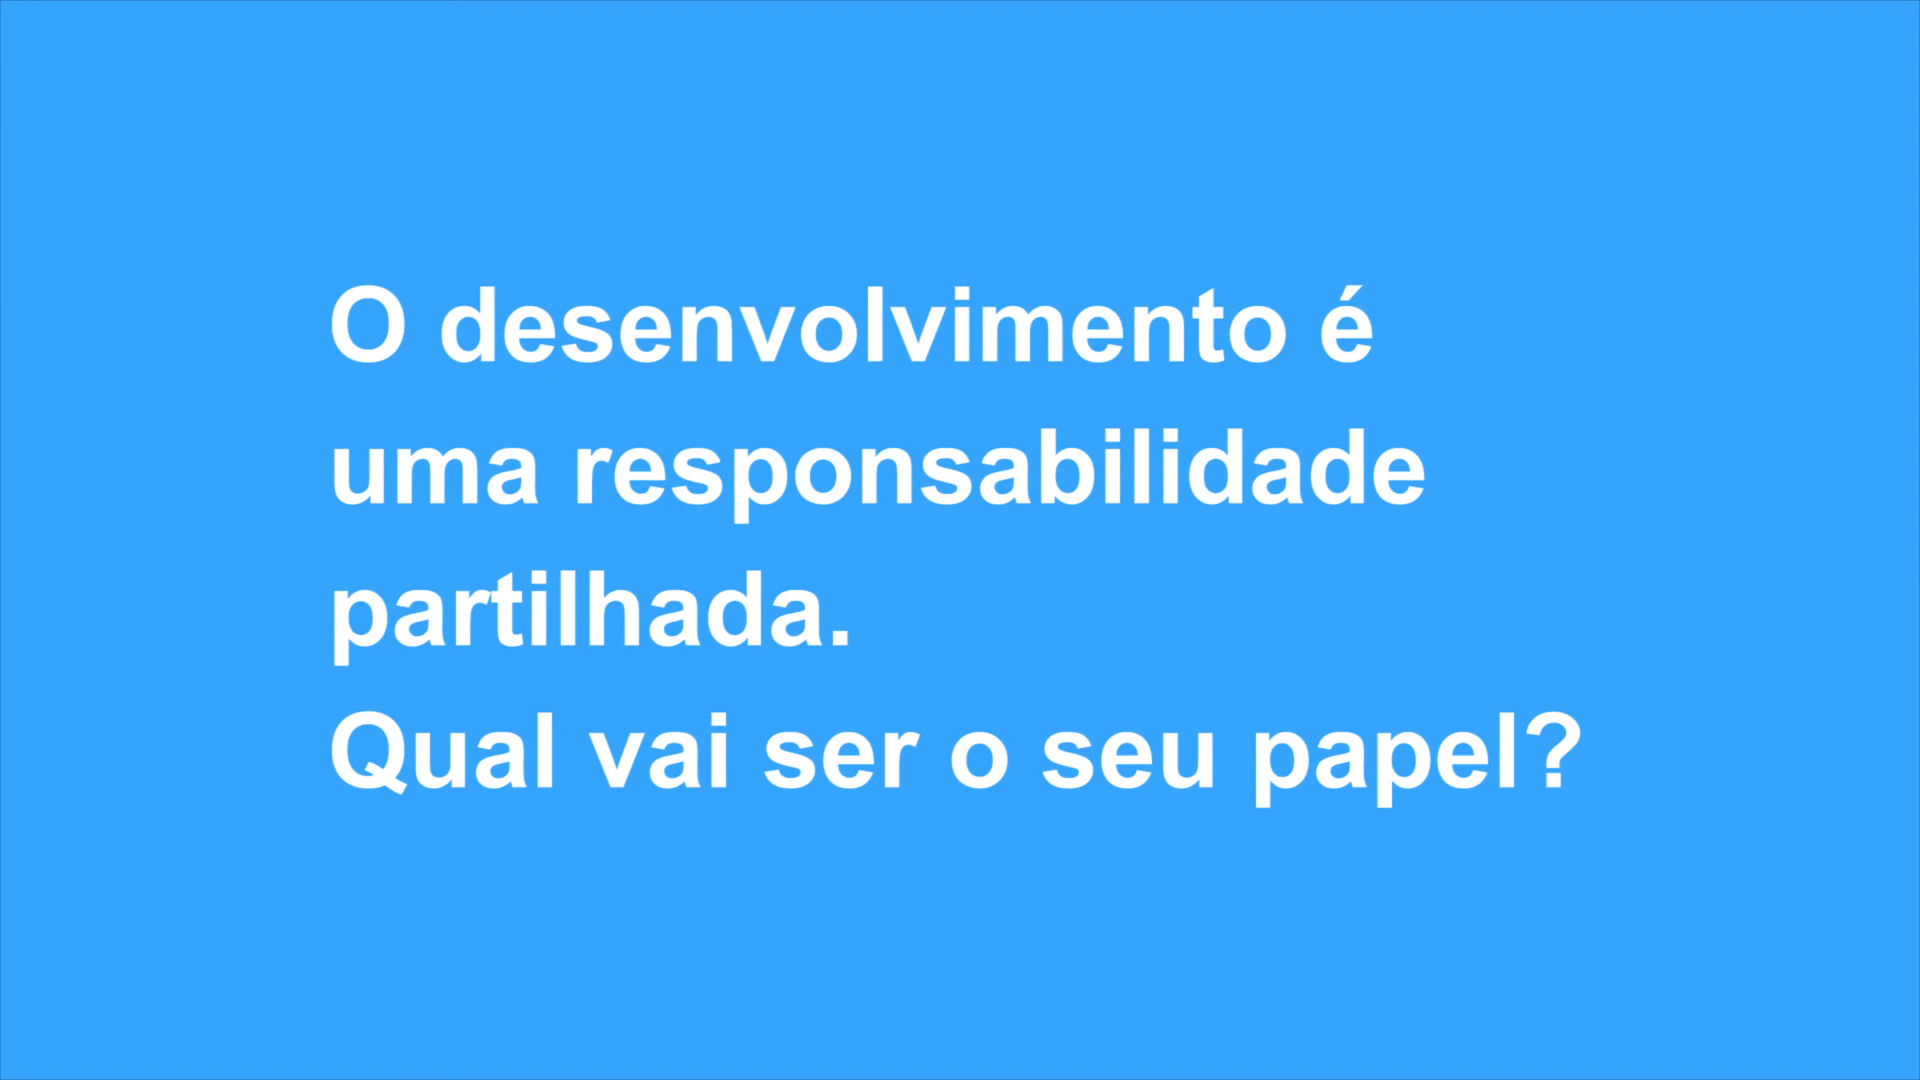 O desenvolvimento é
uma responsabilidade
partilhada.
Qual vai ser o seu papel?